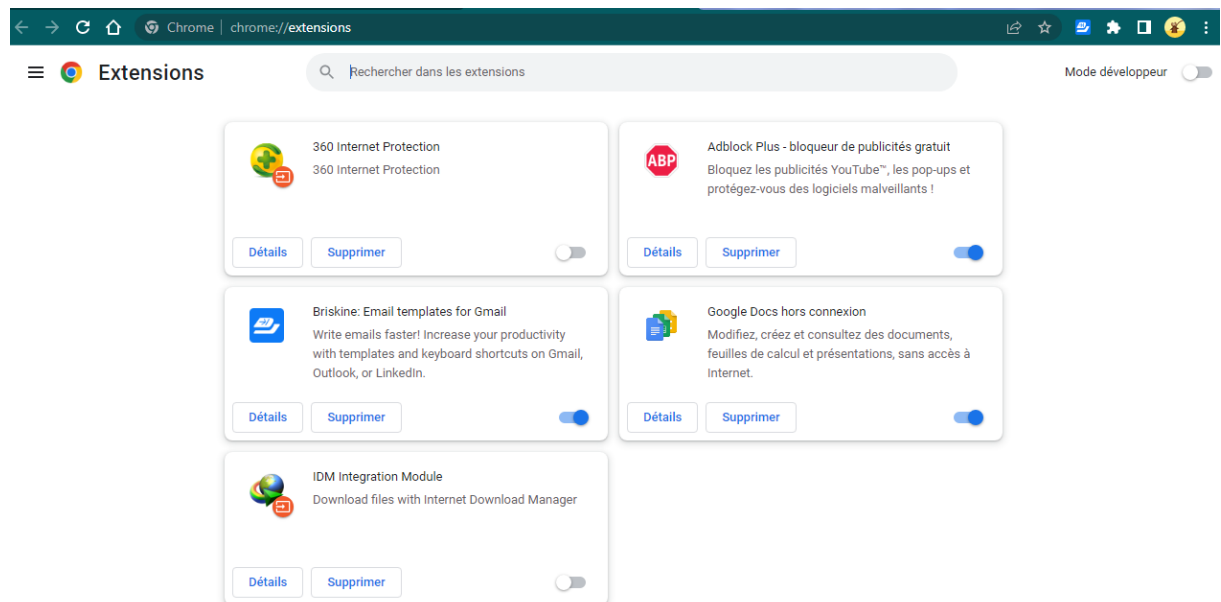 Chrome | chrome://extensions
Extensions
Rechercher dans les extensions
Mode développeur
360 Internet Protection
360 Internet Protection
Détails
Supprimer
ABP
Adblock Plus - bloqueur de publicités gratuit
Bloquez les publicités YouTube™, les pop-ups et
protégez-vous des logiciels malveillants !
Détails
Supprimer
Briskine: Email templates for Gmail
Write emails faster! Increase your productivity
with templates and keyboard shortcuts on Gmail,
Outlook, or LinkedIn.
Détails
Supprimer
Google Docs hors connexion
Modifiez, créez et consultez des documents,
feuilles de calcul et présentations, sans accès à
Internet.
Détails
Supprimer
IDM Integration Module
Download files with Internet Download Manager
Détails
Supprimer